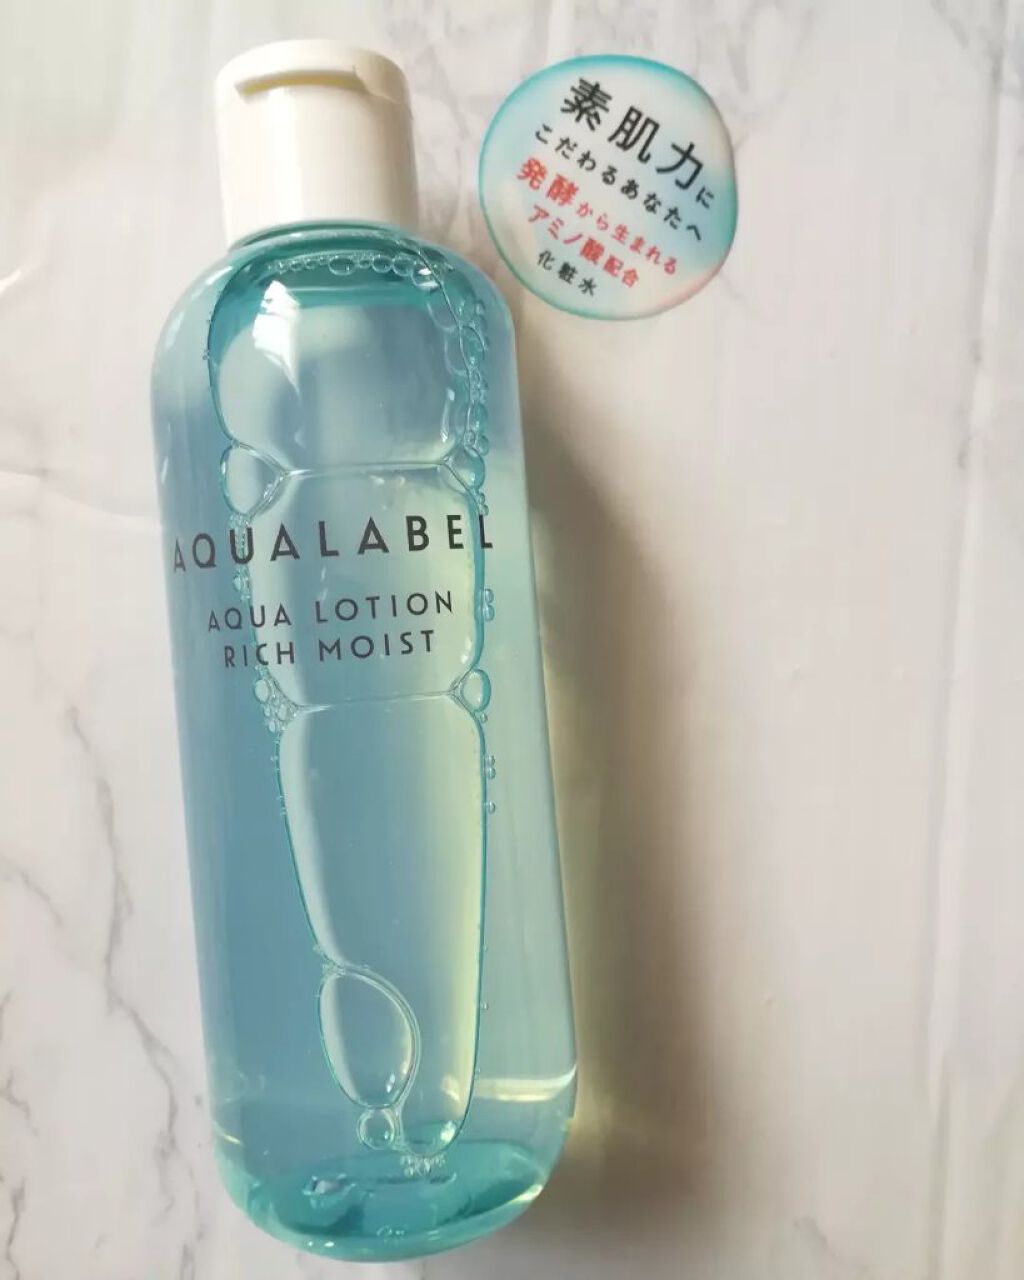 AQUALABEL
AQUA LOTION
RICH MOIST
素肌力に
こだわるあなたへ
発酵から生まれる
アミノ酸配合
化粧水